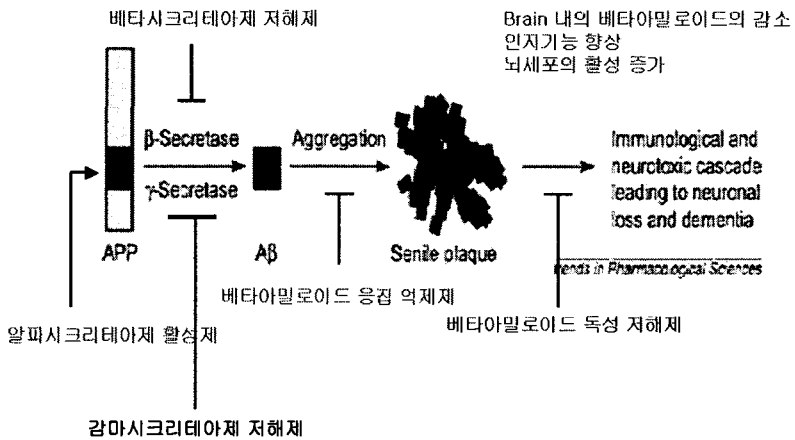 베타시크리테아제 저해제
Brain 내의 베타아밀로이드의 감소
인지기능 향상
뇌세포의 활성 증가
β-Secretase
γ-Secretase
Aggregation
Immunological and
neurotoxic cascade
leading to neuronal
loss and dementia
APP
Aβ
Senile plaque
Trends in Pharmacological Sciences
베타아밀로이드 응집 억제제
베타아밀로이드 독성 저해제
알파시크리테아제 활성제
감마시크리테아제 저해제